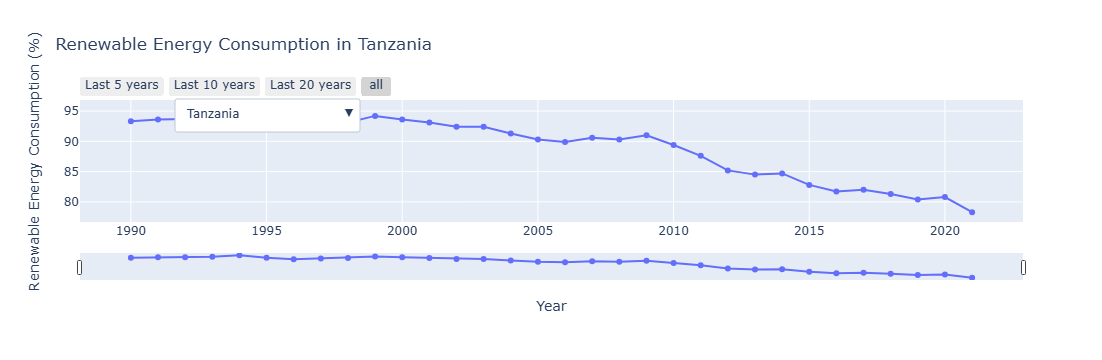 Renewable Energy Consumption in Tanzania
Last 5 years Last 10 years Last 20 years all
Tanzania ▼
Renewable Energy Consumption (%)
95
90
85
80
1990 1995 2000 2005 2010 2015 2020
Year